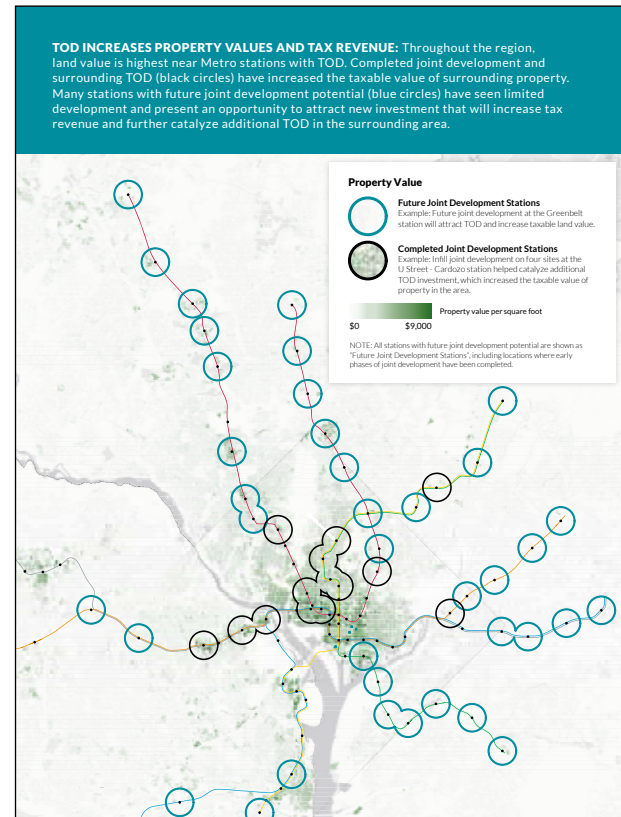 TOD INCREASES PROPERTY VALUES AND TAX REVENUE: Throughout the region,
land value is highest near Metro stations with TOD. Completed joint development and
surrounding TOD (black circles) have increased the taxable value of surrounding property.
Many stations with future joint development potential (blue circles) have seen limited
development and present an opportunity to attract new investment that will increase tax
revenue and further catalyze additional TOD in the surrounding area.
Property Value
Future Joint Development Stations
Example: Future joint development at the Greenbelt
station will attract TOD and increase taxable land value.
Completed Joint Development Stations
Example: Infill joint development on four sites at the
U Street - Cardozo station helped catalyze additional
TOD investment, which increased the taxable value of
property in the area.
Property value per square foot
$0 $9,000
NOTE: All stations with future joint development potential are shown as
"Future Joint Development Stations", including locations where early
phases of joint development have been completed.